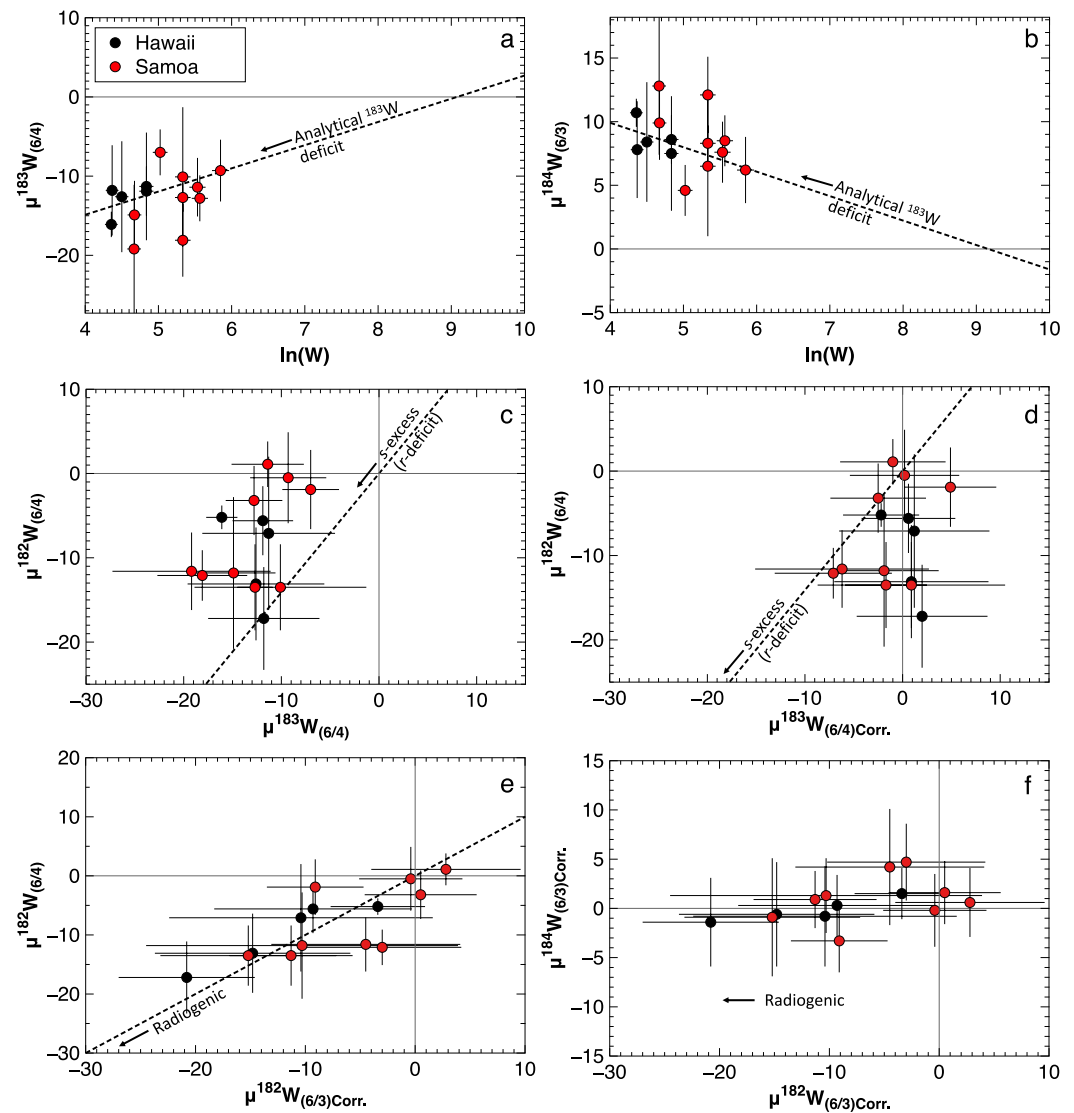 a
Hawaii
Samoa
Analytical ¹⁸³W
deficit
10
0
−10
−20
μ¹⁸³W(6/4)
4 5 6 7 8 9 10
ln(W)
b
Analytical ¹⁸³W
deficit
15
10
5
0
−5
μ¹⁸⁴W(6/3)
4 5 6 7 8 9 10
ln(W)
c
s-excess
(r-deficit)
10
0
−10
−20
μ¹⁸²W(6/4)
−30 −20 −10 0 10
μ¹⁸³W(6/4)
d
s-excess
(r-deficit)
10
0
−10
−20
μ¹⁸²W(6/4)
−30 −20 −10 0 10
μ¹⁸³W(6/4)Corr.
e
Radiogenic
20
10
0
−10
−20
−30
μ¹⁸²W(6/4)
−30 −20 −10 0 10
μ¹⁸²W(6/3)Corr.
f
Radiogenic
15
10
5
0
−5
−10
−15
μ¹⁸⁴W(6/3)Corr.
−30 −20 −10 0 10
μ¹⁸²W(6/3)Corr.